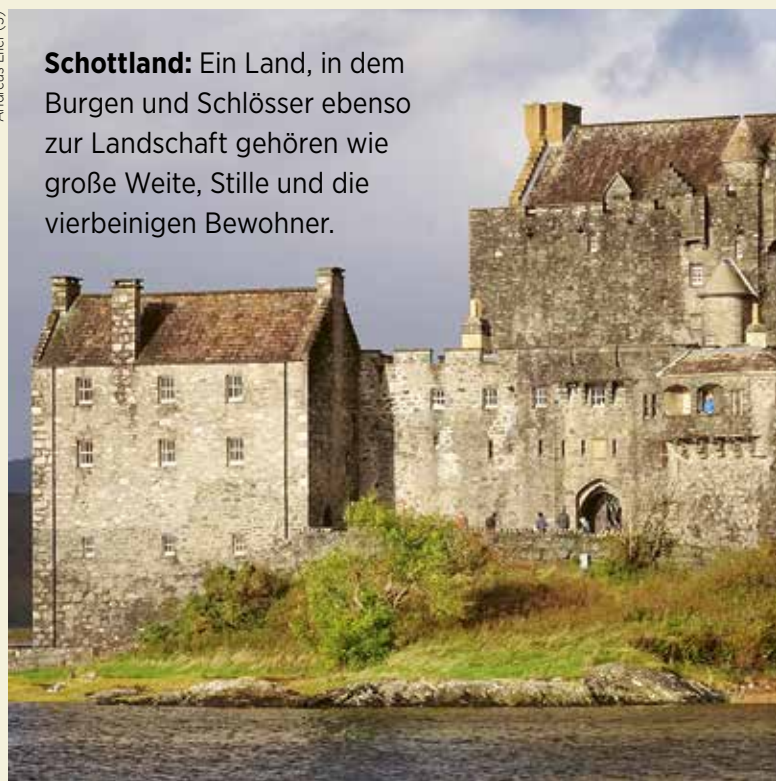 Schottland: Ein Land, in dem
Burgen und Schlösser ebenso
zur Landschaft gehören wie
große Weite, Stille und die
vierbeinigen Bewohner.
Andreas